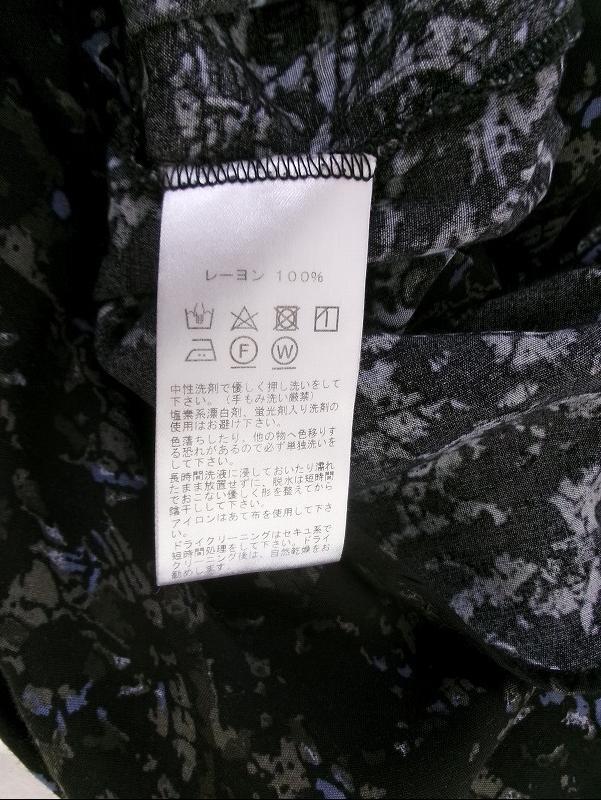 レーヨン 100%
F W
中性洗剤で優しく押し洗いをして
下さい。(手もみ洗い厳禁)
塩素系漂白剤、蛍光剤入り洗剤の
使用はお避け下さい。
色落ちしたり、他の物へ色移りす
る恐れがあるので必ず単独洗いを
して下さい。
長時間洗液に浸しておいたり濡れ
たまま放置せずに、脱水は短時間
でおこない優しく形を整えてから
陰干しして下さい。
アイロンはあて布を使用して下さ
い。
ドライクリーニングはセキユ系で
短時間処理をして下さい。ドライ
クリーニング後は、自然乾燥をお
勧めします。